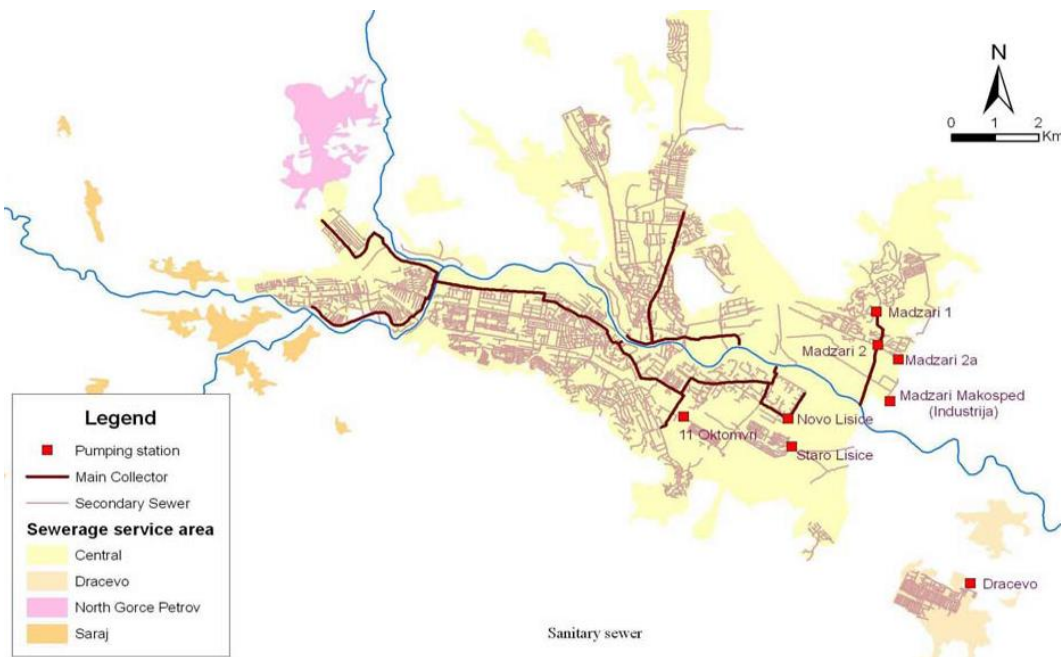 N
0 1 2
Km
Madzari 1
Madzari 2
Madzari 2a
Madzari Makosped
(Industrija)
Novo Lisice
11 Oktomvri
Staro Lisice
Dracevo
Legend
Pumping station
Main Collector
Secondary Sewer
Sewerage service area
Central
Dracevo
North Gorce Petrov
Saraj
Sanitary sewer